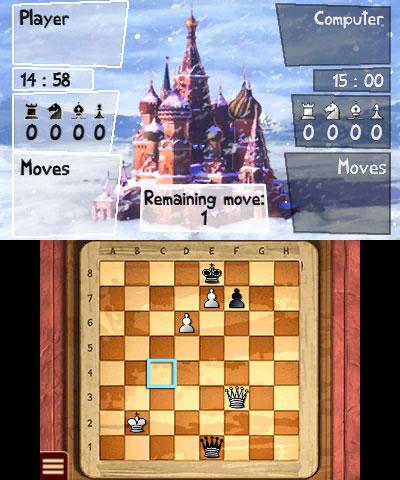 Player
Computer
14 : 58
15 : 00
0 0 0 0
0 0 0 0
Moves
Moves
Remaining move:
1
A B C D E F G H
8
7
6
5
4
3
2
1